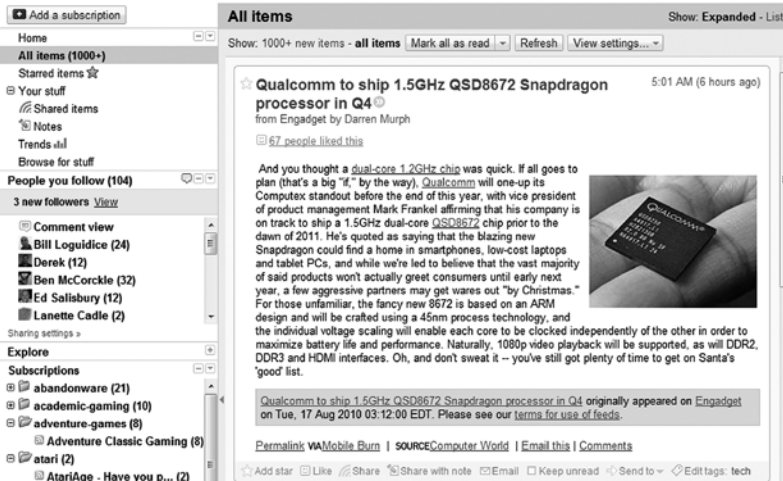 Add a subscription
Home
All items (1000+)
Starred items
Your stuff
Shared items
Notes
Trends
Browse for stuff
People you follow (104)
3 new followers View
Comment view
Bill Loguidice (24)
Derek (12)
Ben McCorckle (32)
Ed Salisbury (12)
Lanette Cadle (2)
Sharing settings »
Explore
Subscriptions
abandonware (21)
academic-gaming (10)
adventure-games (8)
Adventure Classic Gaming (8)
atari (2)
AtariAge - Have you p... (2)
All items
Show: Expanded - List
Show: 1000+ new items - all items Mark all as read Refresh View settings...
Qualcomm to ship 1.5GHz QSD8672 Snapdragon
processor in Q4
5:01 AM (6 hours ago)
from Engadget by Darren Murph
67 people liked this
And you thought a dual-core 1.2GHz chip was quick. If all goes to
plan (that's a big "if," by the way), Qualcomm will one-up its
Computex standout before the end of this year, with vice president
of product management Mark Frankel affirming that his company is
on track to ship a 1.5GHz dual-core QSD8672 chip prior to the
dawn of 2011. He's quoted as saying that the blazing new
Snapdragon could find a home in smartphones, low-cost laptops
and tablet PCs, and while we're led to believe that the vast majority
of said products won't actually greet consumers until early next
year, a few aggressive partners may get wares out "by Christmas."
For those unfamiliar, the fancy new 8672 is based on an ARM
design and will be crafted using a 45nm process technology, and
the individual voltage scaling will enable each core to be clocked independently of the other in order to
maximize battery life and performance. Naturally, 1080p video playback will be supported, as will DDR2,
DDR3 and HDMI interfaces. Oh, and don't sweat it -- you've still got plenty of time to get on Santa's
'good' list.
QUALCOMM
Qualcomm to ship 1.5GHz QSD8672 Snapdragon processor in Q4 originally appeared on Engadget
on Tue, 17 Aug 2010 03:12:00 EDT. Please see our terms for use of feeds.
Permalink VIA Mobile Burn | SOURCE Computer World | Email this | Comments
Add star Like Share Share with note Email Keep unread Send to Edit tags: tech